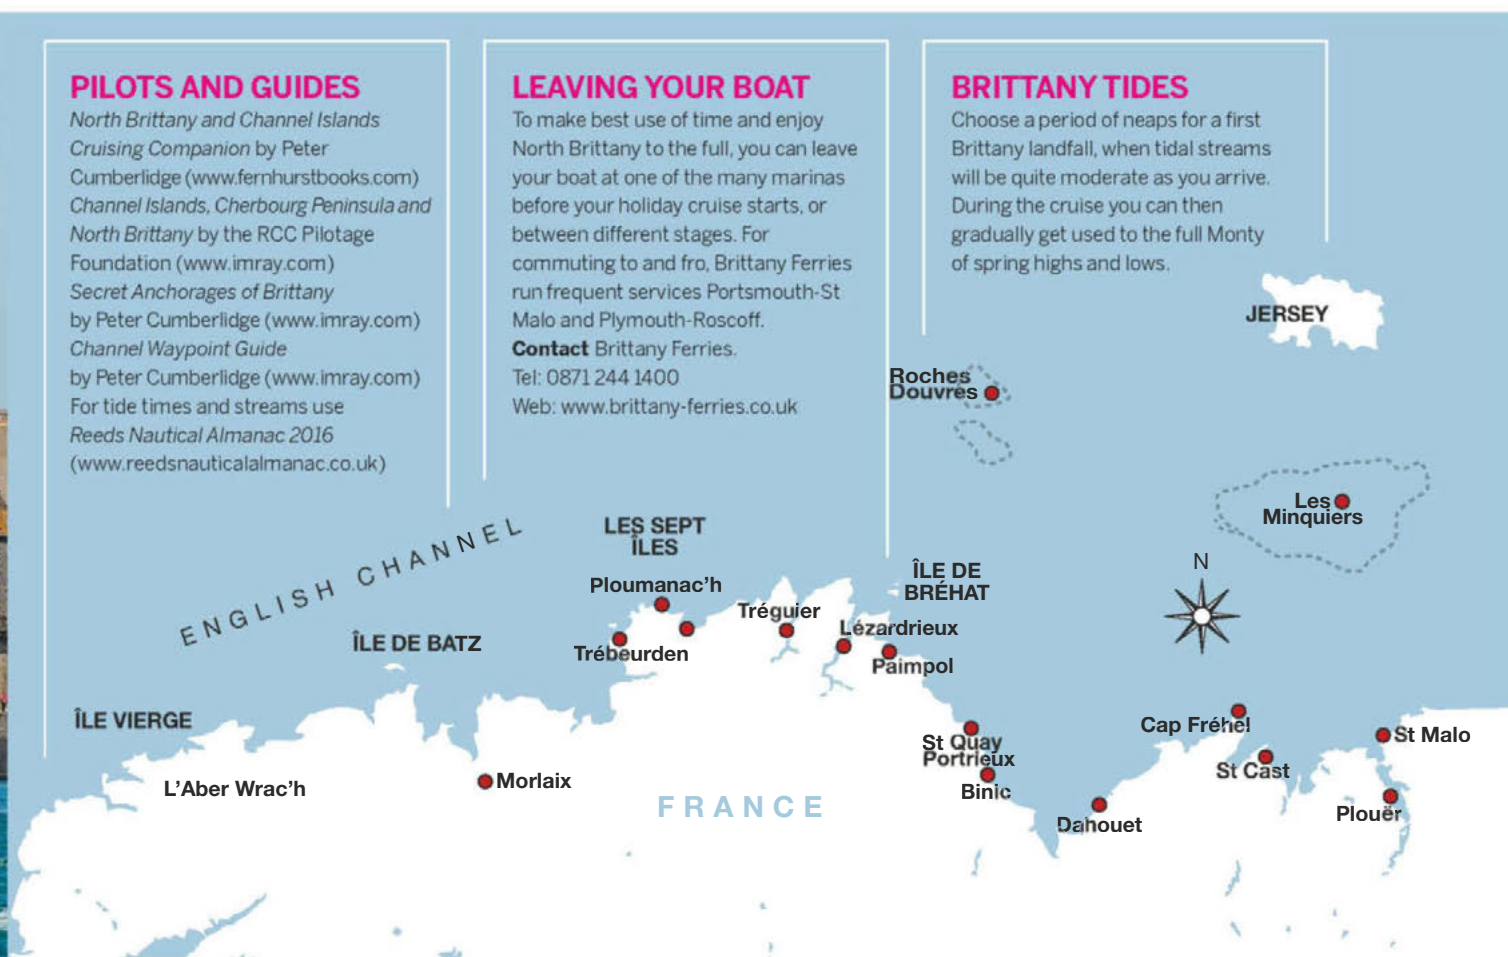 PILOTS AND GUIDES
North Brittany and Channel Islands
Cruising Companion by Peter
Cumberlidge (www.fernhurstbooks.com)
Channel Islands, Cherbourg Peninsula and
North Brittany by the RCC Pilotage
Foundation (www.imray.com)
Secret Anchorages of Brittany
by Peter Cumberlidge (www.imray.com)
Channel Waypoint Guide
by Peter Cumberlidge (www.imray.com)
For tide times and streams use
Reeds Nautical Almanac 2016
(www.reedsnauticalalmanac.co.uk)
LEAVING YOUR BOAT
To make best use of time and enjoy
North Brittany to the full, you can leave
your boat at one of the many marinas
before your holiday cruise starts, or
between different stages. For
commuting to and fro, Brittany Ferries
run frequent services Portsmouth-St
Malo and Plymouth-Roscoff.
Contact Brittany Ferries.
Tel: 0871 244 1400
Web: www.brittany-ferries.co.uk
BRITTANY TIDES
Choose a period of neaps for a first
Brittany landfall, when tidal streams
will be quite moderate as you arrive.
During the cruise you can then
gradually get used to the full Monty
of spring highs and lows.
JERSEY
Roches
Douvres
Les
Minquiers
N
ENGLISH CHANNEL
LES SEPT
ÎLES
Ploumanac'h
ÎLE DE
BRÉHAT
Tréguier
Lézardrieux
ÎLE DE BATZ
Trébeurden
Paimpol
ÎLE VIERGE
Cap Fréhel
St Malo
St Quay
Portrieux
St Cast
L'Aber Wrac'h
Morlaix
Binic
FRANCE
Plouër
Dahouet